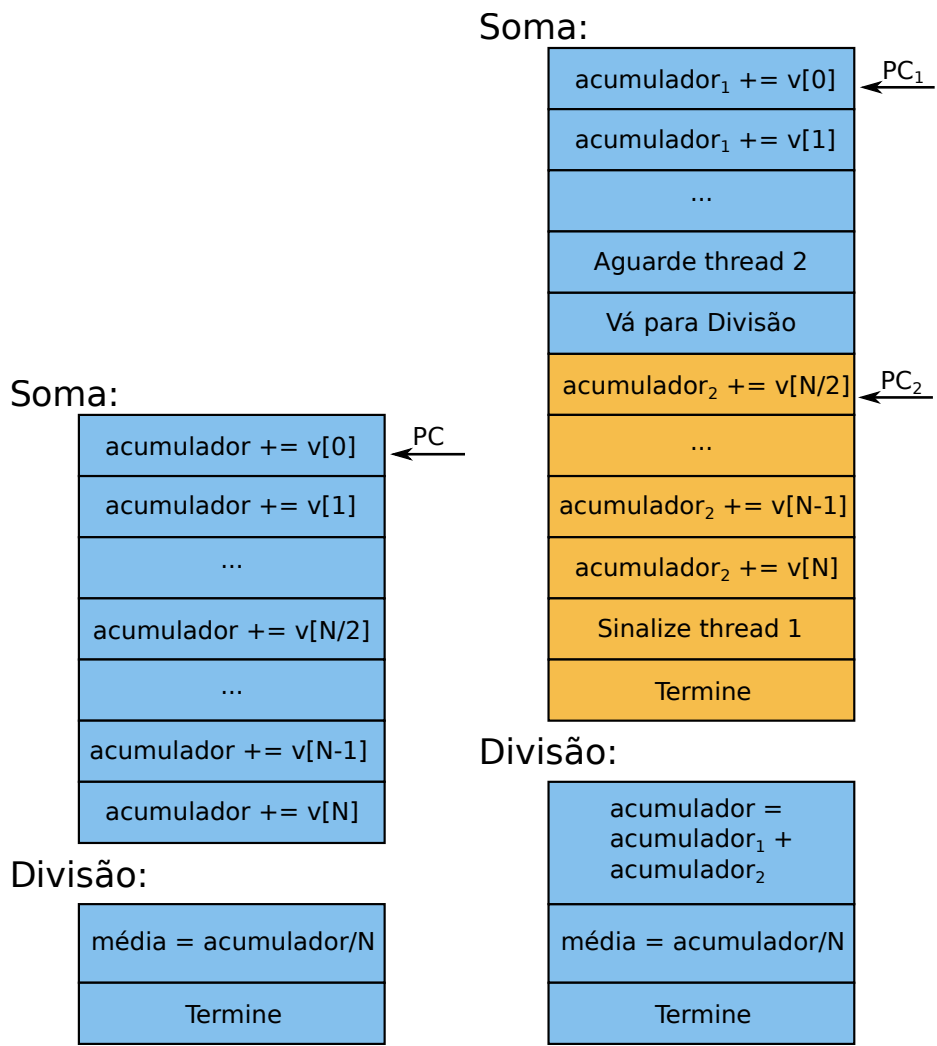 Soma:
acumulador += v[0]
PC
acumulador += v[1]
...
acumulador += v[N/2]
...
acumulador += v[N-1]
acumulador += v[N]
Divisão:
média = acumulador/N
Termine
Soma:
acumulador₁ += v[0]
PC₁
acumulador₁ += v[1]
...
Aguarde thread 2
Vá para Divisão
acumulador₂ += v[N/2]
PC₂
...
acumulador₂ += v[N-1]
acumulador₂ += v[N]
Sinalize thread 1
Termine
Divisão:
acumulador =
acumulador₁ +
acumulador₂
média = acumulador/N
Termine